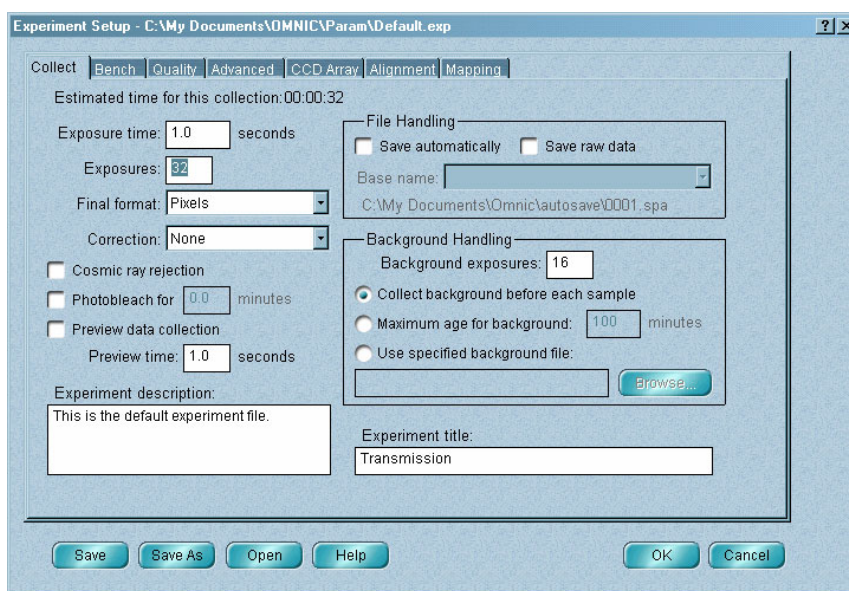 Experiment Setup - C:\My Documents\OMNIC\Param\Default.exp
Collect Bench Quality Advanced CCD Array Alignment Mapping
Estimated time for this collection:00:00:32
Exposure time: 1.0 seconds
Exposures: 32
Final format: Pixels
Correction: None
Cosmic ray rejection
Photobleach for 0.0 minutes
Preview data collection
Preview time: 1.0 seconds
Experiment description:
This is the default experiment file.
File Handling
Save automatically Save raw data
Base name:
C:\My Documents\Omnic\autosave\0001.spa
Background Handling
Background exposures: 16
Collect background before each sample
Maximum age for background: 100 minutes
Use specified background file:
Browse...
Experiment title:
Transmission
Save Save As Open Help OK Cancel